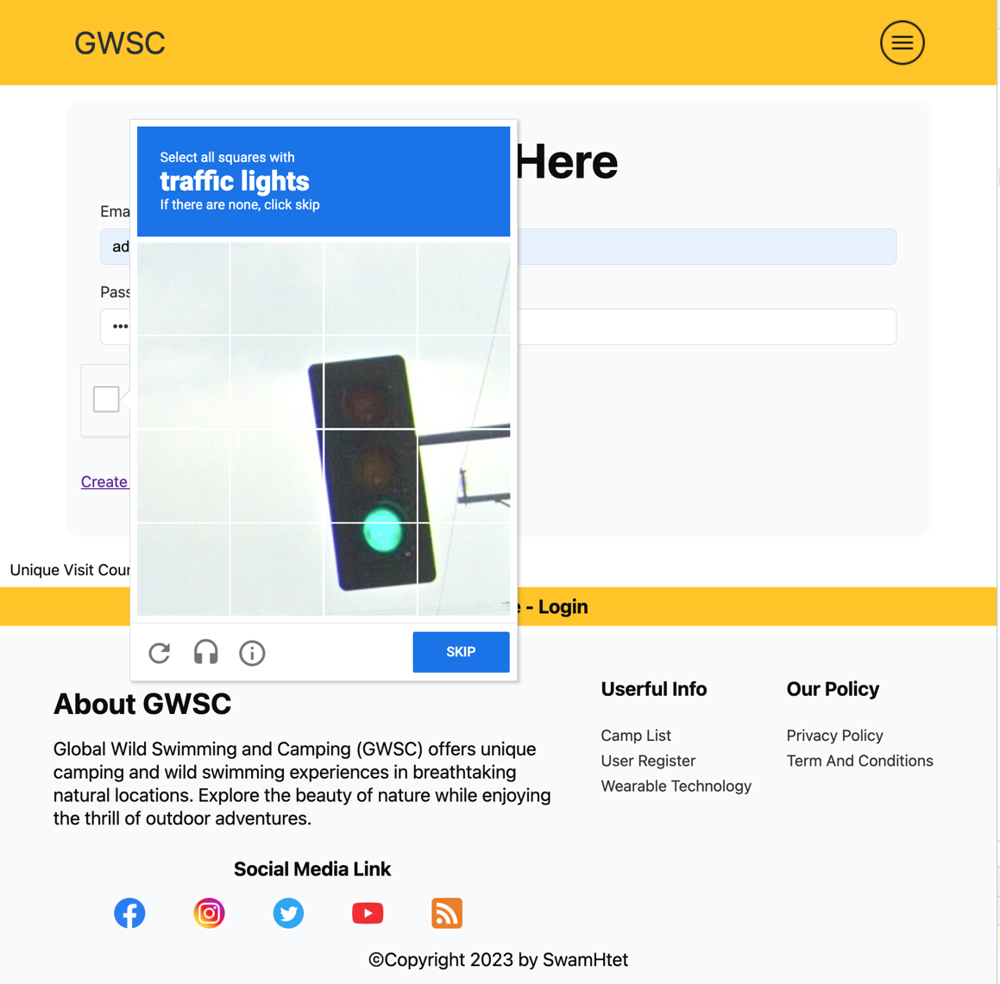 GWSC
Here
Select all squares with
traffic lights
If there are none, click skip
Ema
ad
Pass
•••
Create
SKIP
Unique Visit Cour
- Login
About GWSC
Global Wild Swimming and Camping (GWSC) offers unique
camping and wild swimming experiences in breathtaking
natural locations. Explore the beauty of nature while enjoying
the thrill of outdoor adventures.
Userful Info
Camp List
User Register
Wearable Technology
Our Policy
Privacy Policy
Term And Conditions
Social Media Link
©Copyright 2023 by SwamHtet